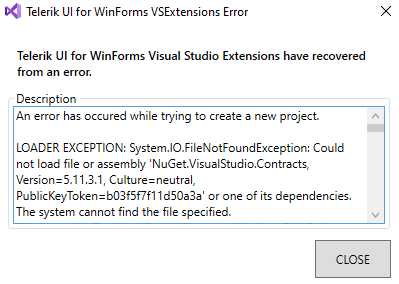 Telerik UI for WinForms VSExtensions Error
Telerik UI for WinForms Visual Studio Extensions have recovered
from an error.
Description
An error has occured while trying to create a new project.
LOADER EXCEPTION: System.IO.FileNotFoundException: Could
not load file or assembly 'NuGet.VisualStudio.Contracts,
Version=5.11.3.1, Culture=neutral,
PublicKeyToken=b03f5f7f11d50a3a' or one of its dependencies.
The system cannot find the file specified.
CLOSE